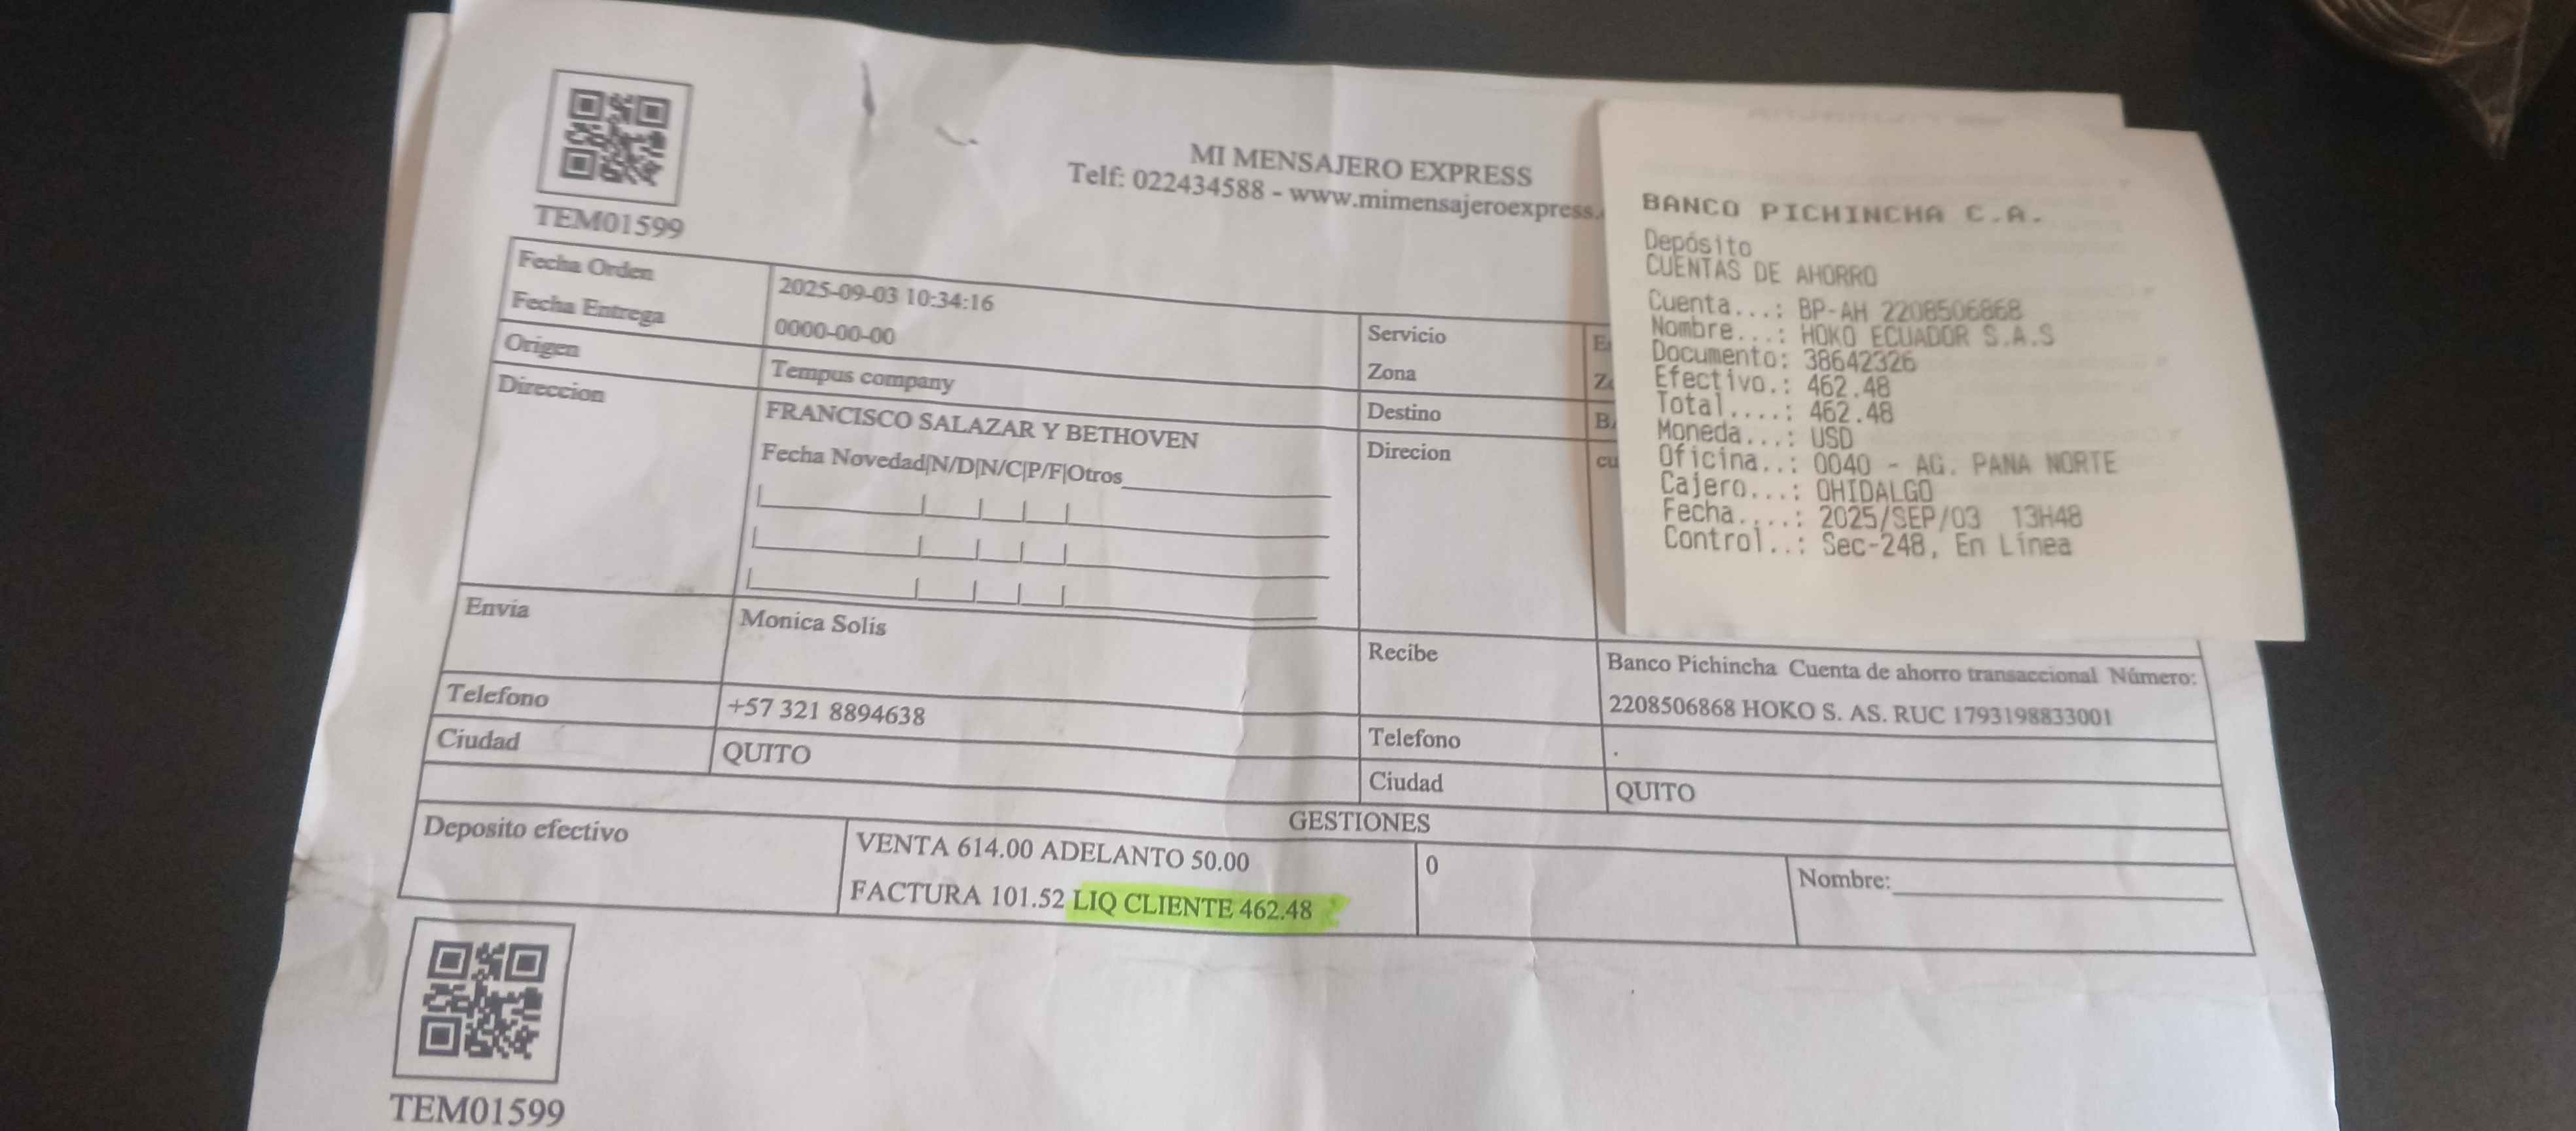 TEM01599
MI MENSAJERO EXPRESS
Telf: 022434588 - www.mimensajeroexpress.
Fecha Orden 2025-09-03 10:34:16
Fecha Entrega 0000-00-00
Servicio
Zona
Origen Tempus company
Destino
Direccion FRANCISCO SALAZAR Y BETHOVEN
Fecha Novedad|N/D|N/C|P/F|Otros
Direcion
Envia Monica Solis
Recibe Banco Pichincha Cuenta de ahorro transaccional Número:
2208506868 HOKO S. AS. RUC 1793198833001
Telefono +57 321 8894638
Telefono .
Ciudad QUITO
Ciudad QUITO
GESTIONES
Deposito efectivo
VENTA 614.00 ADELANTO 50.00
FACTURA 101.52 LIQ CLIENTE 462.48
0
Nombre:
TEM01599
BANCO PICHINCHA C.A.
Depósito
CUENTAS DE AHORRO
Cuenta...: BP-AH 2208506868
Nombre...: HOKO ECUADOR S.A.S
Documento: 38642326
Efectivo.: 462.48
Total....: 462.48
Moneda...: USD
Oficina..: 0040 - AG. PANA NORTE
Cajero...: OHIDALGO
Fecha....: 2025/SEP/03 13H48
Control..: Sec-248, En Línea